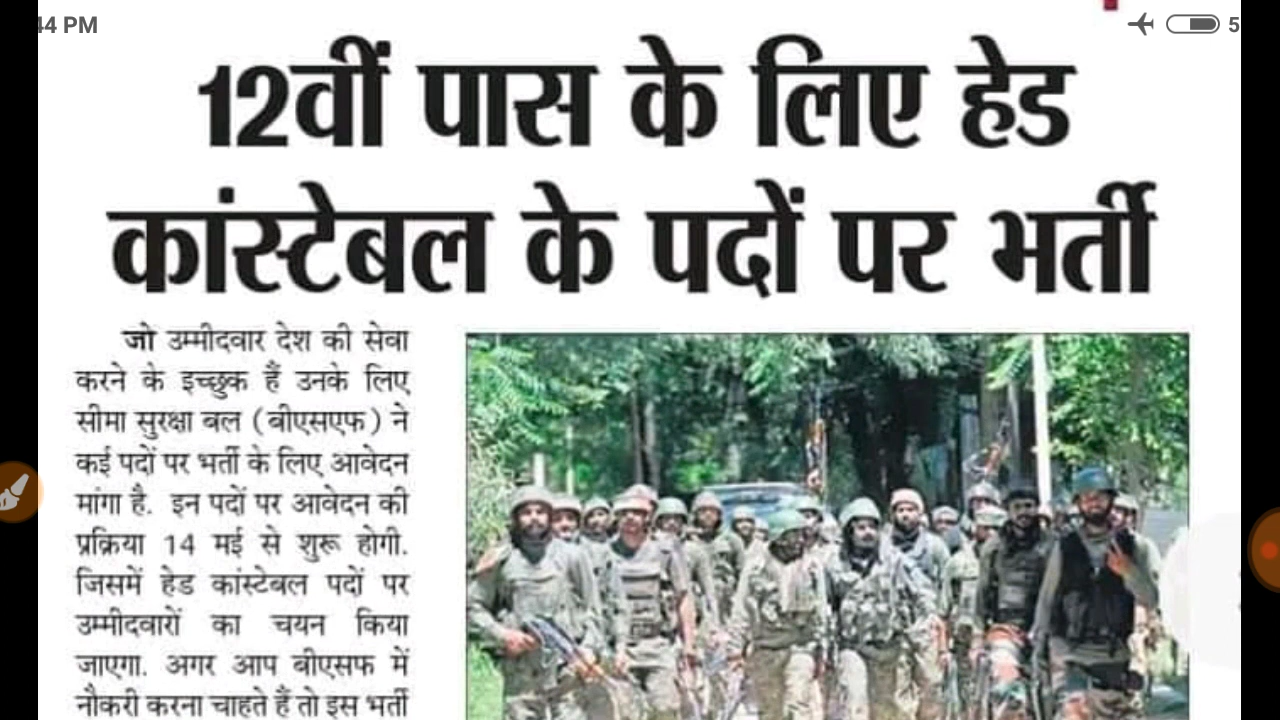 44 PM
5
12वीं पास के लिए हेड
कांस्टेबल के पदों पर भर्ती
जो उम्मीदवार देश की सेवा
करने के इच्छुक हैं उनके लिए
सीमा सुरक्षा बल (बीएसएफ) ने
कई पदों पर भर्ती के लिए आवेदन
मांगा है. इन पदों पर आवेदन की
प्रक्रिया 14 मई से शुरू होगी.
जिसमें हेड कांस्टेबल पदों पर
उम्मीदवारों का चयन किया
जाएगा. अगर आप बीएसफ में
नौकरी करना चाहते हैं तो इस भर्ती